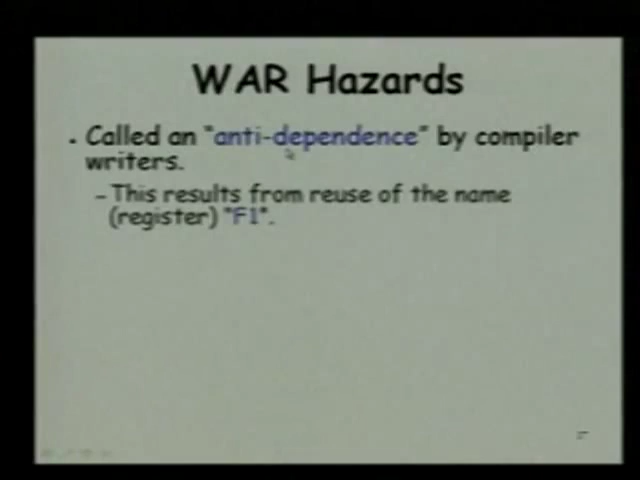 WAR Hazards
• Called an "anti-dependence" by compiler
writers.
– This results from reuse of the name
(register) "F1".